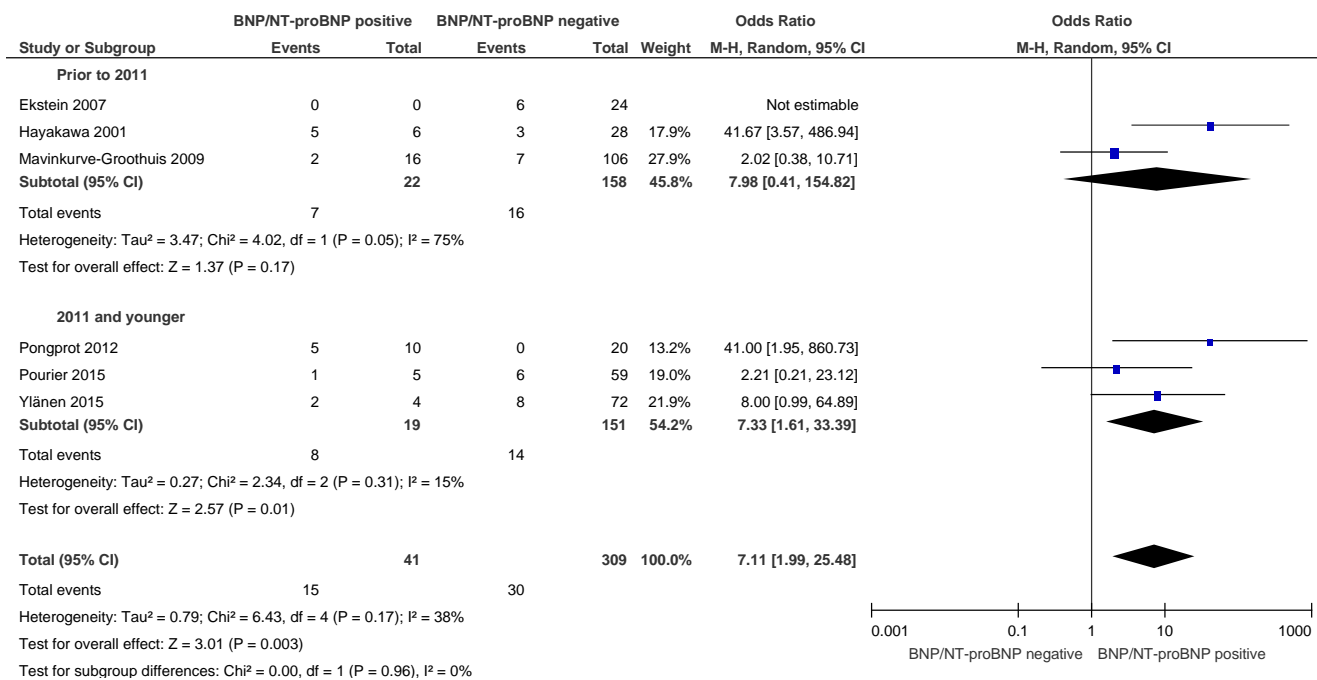 BNP/NT-proBNP positive BNP/NT-proBNP negative Odds Ratio Odds Ratio
Study or Subgroup Events Total Events Total Weight M-H, Random, 95% CI M-H, Random, 95% CI
Prior to 2011
Ekstein 2007 0 0 6 24 Not estimable
Hayakawa 2001 5 6 3 28 17.9% 41.67 [3.57, 486.94]
Mavinkurve-Groothuis 2009 2 16 7 106 27.9% 2.02 [0.38, 10.71]
Subtotal (95% CI) 22 158 45.8% 7.98 [0.41, 154.82]
Total events 7 16
Heterogeneity: Tau² = 3.47; Chi² = 4.02, df = 1 (P = 0.05); I² = 75%
Test for overall effect: Z = 1.37 (P = 0.17)
2011 and younger
Pongprot 2012 5 10 0 20 13.2% 41.00 [1.95, 860.73]
Pourier 2015 1 5 6 59 19.0% 2.21 [0.21, 23.12]
Ylänen 2015 2 4 8 72 21.9% 8.00 [0.99, 64.89]
Subtotal (95% CI) 19 151 54.2% 7.33 [1.61, 33.39]
Total events 8 14
Heterogeneity: Tau² = 0.27; Chi² = 2.34, df = 2 (P = 0.31); I² = 15%
Test for overall effect: Z = 2.57 (P = 0.01)
Total (95% CI) 41 309 100.0% 7.11 [1.99, 25.48]
Total events 15 30
Heterogeneity: Tau² = 0.79; Chi² = 6.43, df = 4 (P = 0.17); I² = 38%
Test for overall effect: Z = 3.01 (P = 0.003)
Test for subgroup differences: Chi² = 0.00, df = 1 (P = 0.96), I² = 0%
0.001 0.1 1 10 1000
BNP/NT-proBNP negative BNP/NT-proBNP positive